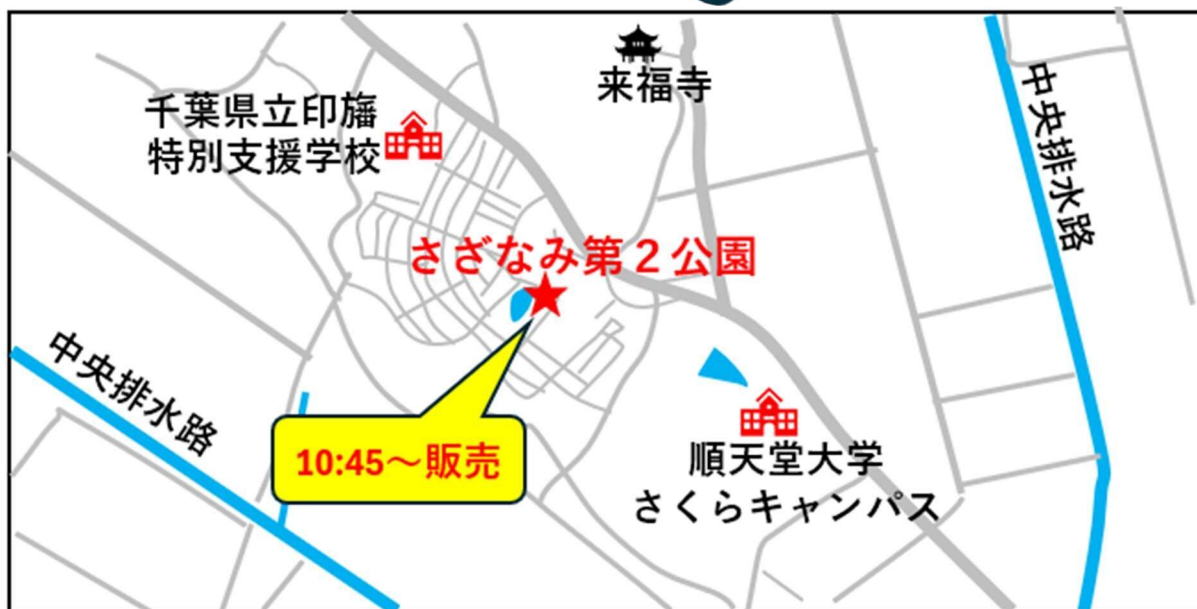 来福寺
千葉県立印旛
特別支援学校
中央排水路
さざなみ第２公園
中央排水路
10:45～販売
順天堂大学
さくらキャンパス